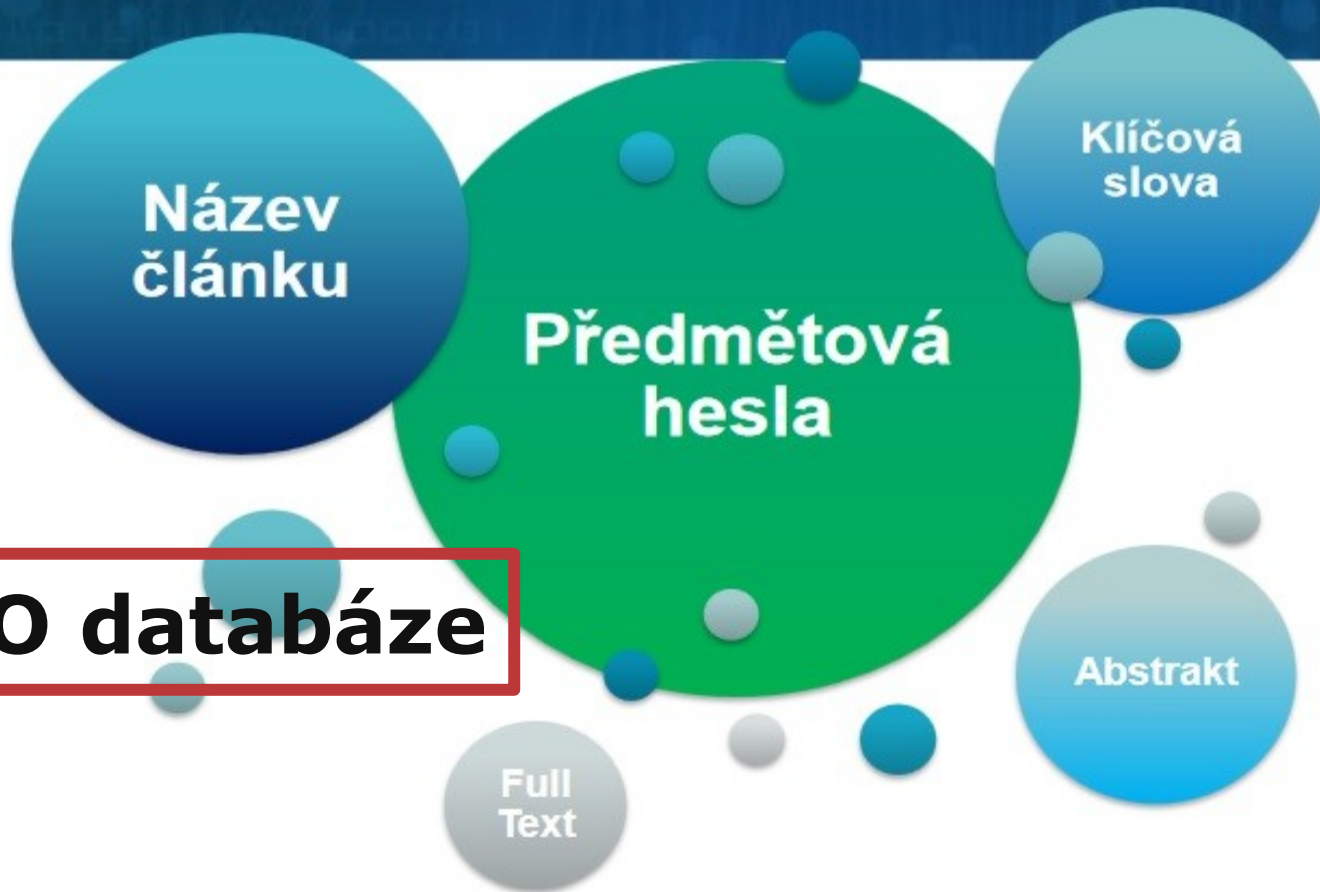 Název
článku
Předmětová
hesla
Klíčová
slova
O databáze
Abstrakt
Full
Text